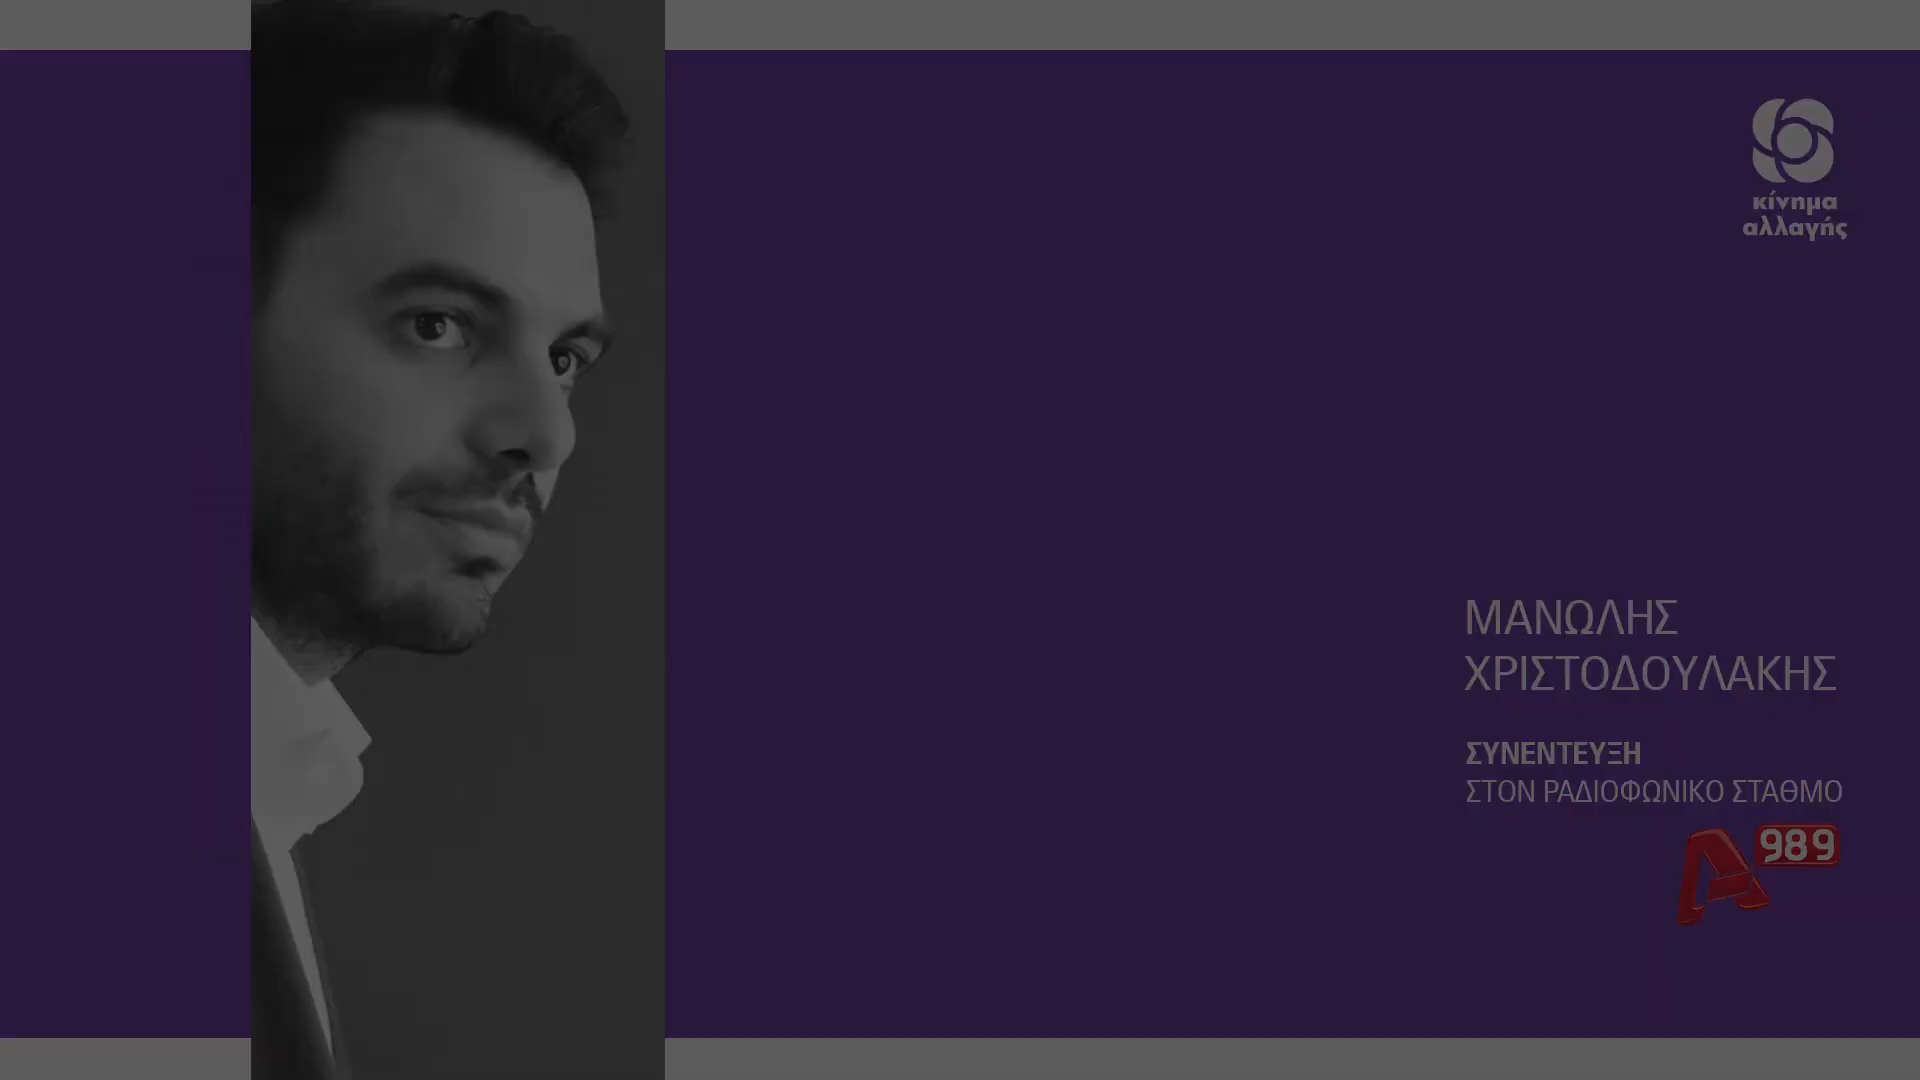 κίνημα
αλλαγής
ΜΑΝΩΛΗΣ
ΧΡΙΣΤΟΔΟΥΛΑΚΗΣ
ΣΥΝΕΝΤΕΥΞΗ
ΣΤΟΝ ΡΑΔΙΟΦΩΝΙΚΟ ΣΤΑΘΜΟ
A 989